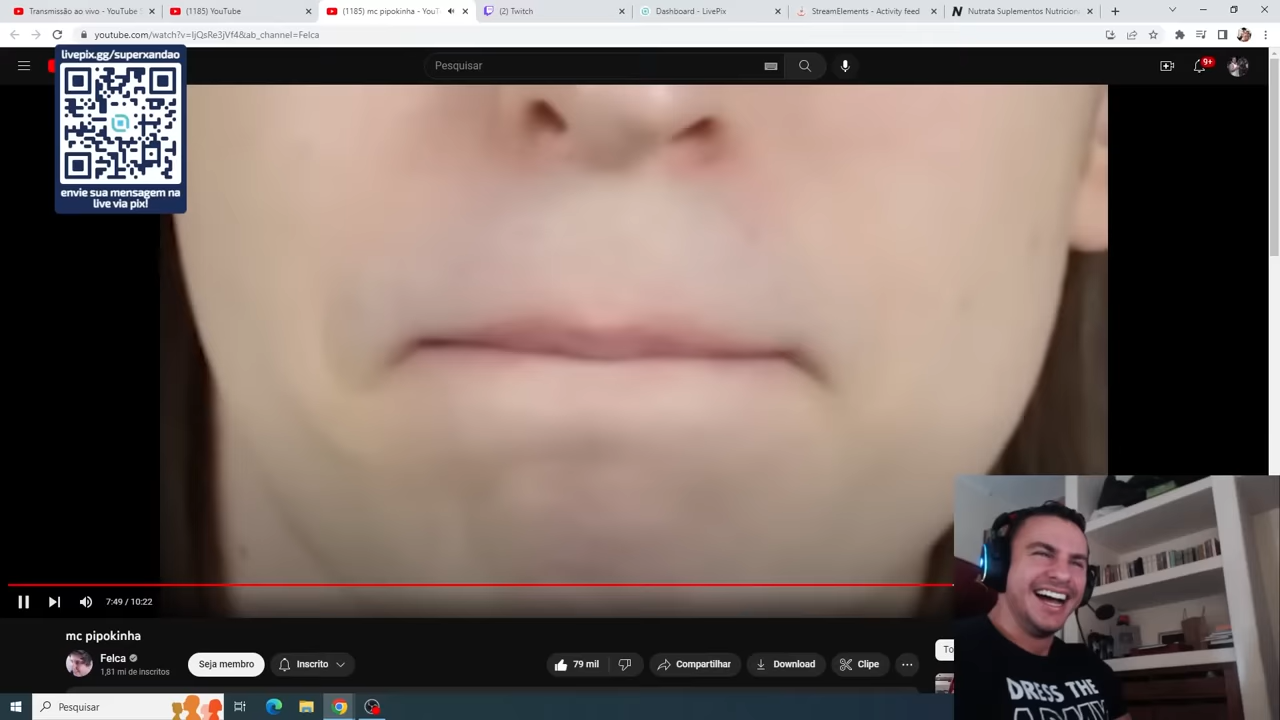 Transmissão ao vivo - YouTube S
(1185) YouTube
(1185) mc pipokinha - YouT
(2) Twitch
Dashboard - LivePix
StreamElements - Activity feed
Nutrata Suplementos Nutricion
youtube.com/watch?v=IjQsRe3jVf4&ab_channel=Felca
livepix.gg/superxandao
envie sua mensagem na
live via pix!
Pesquisar
9+
7:49 / 10:22
mc pipokinha
Felca
1,81 mi de inscritos
Seja membro
Inscrito
79 mil
Compartilhar
Download
Clipe
To
DRESS THE
Pesquisar